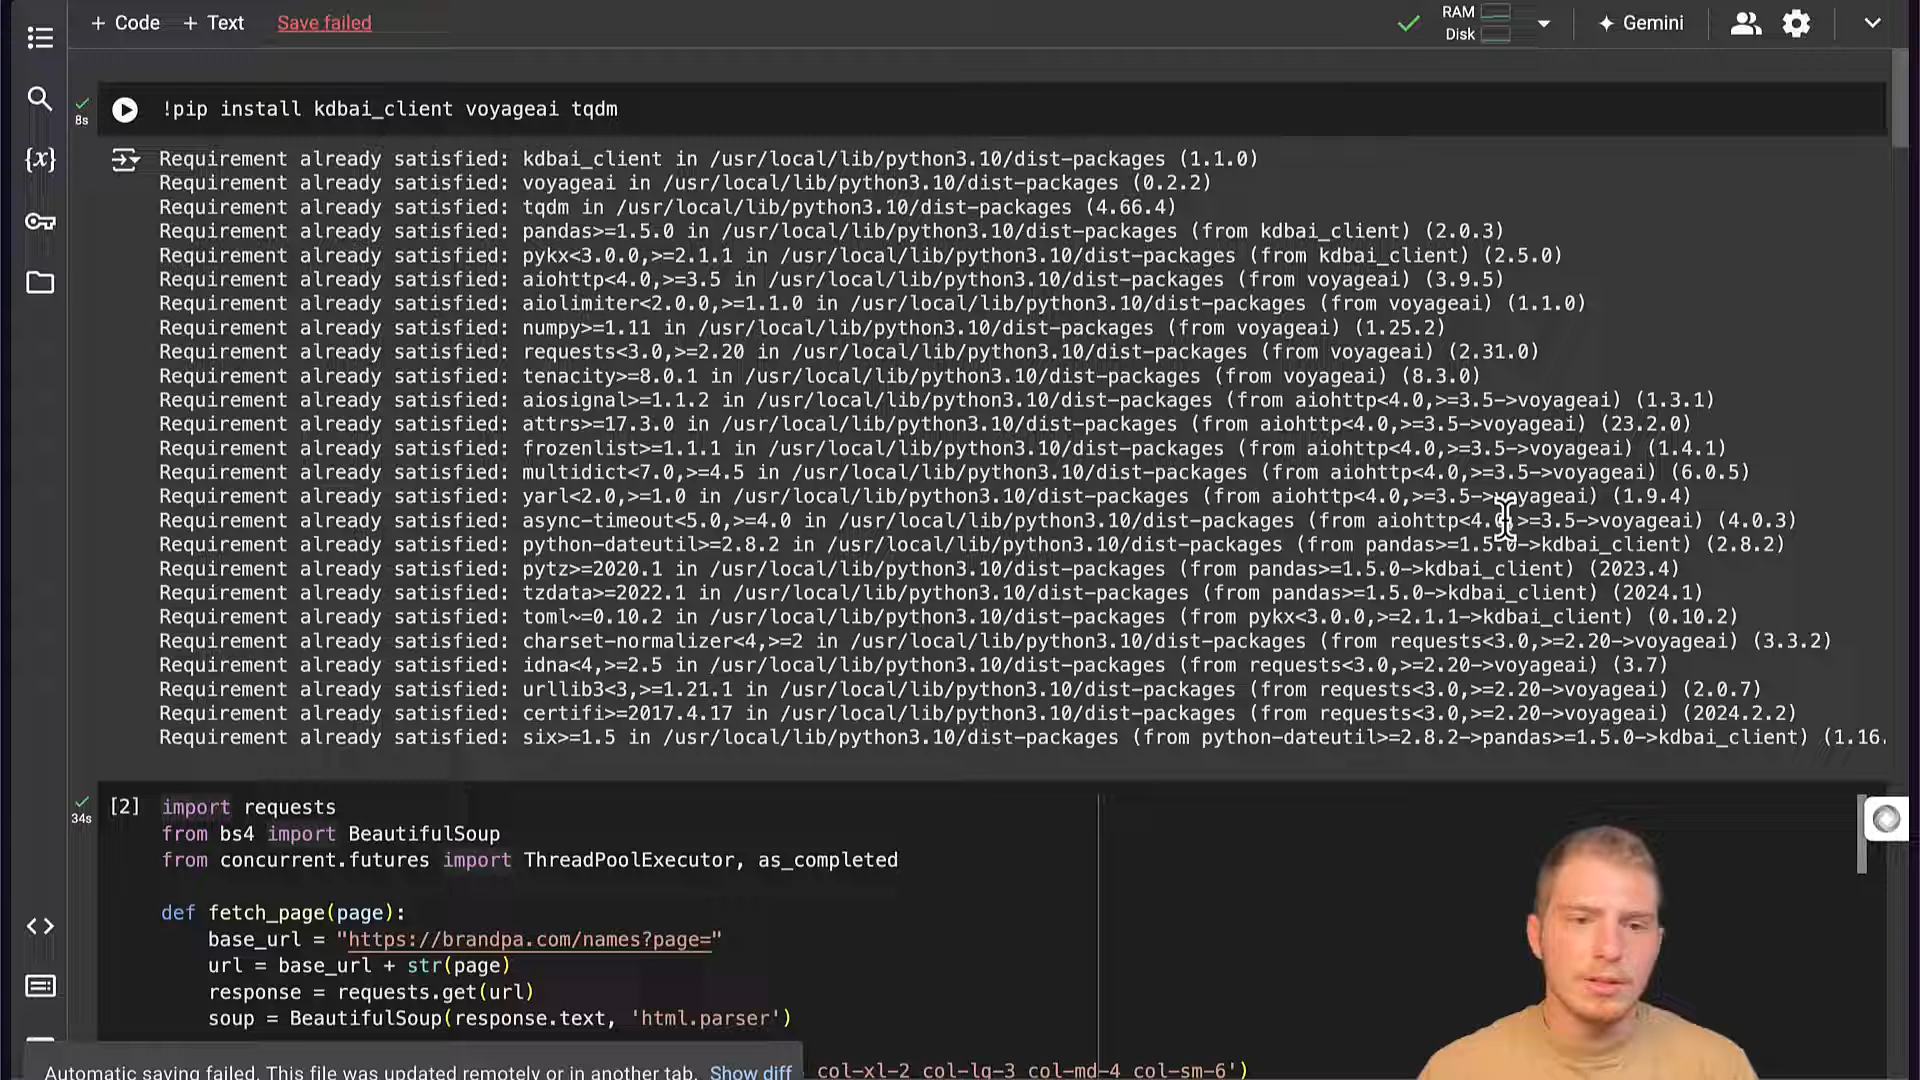 + Code + Text Save failed
RAM
Disk
Gemini
8s
!pip install kdbai_client voyageai tqdm
{x}
Requirement already satisfied: kdbai_client in /usr/local/lib/python3.10/dist-packages (1.1.0)
Requirement already satisfied: voyageai in /usr/local/lib/python3.10/dist-packages (0.2.2)
Requirement already satisfied: tqdm in /usr/local/lib/python3.10/dist-packages (4.66.4)
Requirement already satisfied: pandas>=1.5.0 in /usr/local/lib/python3.10/dist-packages (from kdbai_client) (2.0.3)
Requirement already satisfied: pykx<3.0.0,>=2.1.1 in /usr/local/lib/python3.10/dist-packages (from kdbai_client) (2.5.0)
Requirement already satisfied: aiohttp<4.0,>=3.5 in /usr/local/lib/python3.10/dist-packages (from voyageai) (3.9.5)
Requirement already satisfied: aiolimiter<2.0.0,>=1.1.0 in /usr/local/lib/python3.10/dist-packages (from voyageai) (1.1.0)
Requirement already satisfied: numpy>=1.11 in /usr/local/lib/python3.10/dist-packages (from voyageai) (1.25.2)
Requirement already satisfied: requests<3.0,>=2.20 in /usr/local/lib/python3.10/dist-packages (from voyageai) (2.31.0)
Requirement already satisfied: tenacity>=8.0.1 in /usr/local/lib/python3.10/dist-packages (from voyageai) (8.3.0)
Requirement already satisfied: aiosignal>=1.1.2 in /usr/local/lib/python3.10/dist-packages (from aiohttp<4.0,>=3.5->voyageai) (1.3.1)
Requirement already satisfied: attrs>=17.3.0 in /usr/local/lib/python3.10/dist-packages (from aiohttp<4.0,>=3.5->voyageai) (23.2.0)
Requirement already satisfied: frozenlist>=1.1.1 in /usr/local/lib/python3.10/dist-packages (from aiohttp<4.0,>=3.5->voyageai) (1.4.1)
Requirement already satisfied: multidict<7.0,>=4.5 in /usr/local/lib/python3.10/dist-packages (from aiohttp<4.0,>=3.5->voyageai) (6.0.5)
Requirement already satisfied: yarl<2.0,>=1.0 in /usr/local/lib/python3.10/dist-packages (from aiohttp<4.0,>=3.5->voyageai) (1.9.4)
Requirement already satisfied: async-timeout<5.0,>=4.0 in /usr/local/lib/python3.10/dist-packages (from aiohttp<4.0,>=3.5->voyageai) (4.0.3)
Requirement already satisfied: python-dateutil>=2.8.2 in /usr/local/lib/python3.10/dist-packages (from pandas>=1.5.0->kdbai_client) (2.8.2)
Requirement already satisfied: pytz>=2020.1 in /usr/local/lib/python3.10/dist-packages (from pandas>=1.5.0->kdbai_client) (2023.4)
Requirement already satisfied: tzdata>=2022.1 in /usr/local/lib/python3.10/dist-packages (from pandas>=1.5.0->kdbai_client) (2024.1)
Requirement already satisfied: toml~=0.10.2 in /usr/local/lib/python3.10/dist-packages (from pykx<3.0.0,>=2.1.1->kdbai_client) (0.10.2)
Requirement already satisfied: charset-normalizer<4,>=2 in /usr/local/lib/python3.10/dist-packages (from requests<3.0,>=2.20->voyageai) (3.3.2)
Requirement already satisfied: idna<4,>=2.5 in /usr/local/lib/python3.10/dist-packages (from requests<3.0,>=2.20->voyageai) (3.7)
Requirement already satisfied: urllib3<3,>=1.21.1 in /usr/local/lib/python3.10/dist-packages (from requests<3.0,>=2.20->voyageai) (2.0.7)
Requirement already satisfied: certifi>=2017.4.17 in /usr/local/lib/python3.10/dist-packages (from requests<3.0,>=2.20->voyageai) (2024.2.2)
Requirement already satisfied: six>=1.5 in /usr/local/lib/python3.10/dist-packages (from python-dateutil>=2.8.2->pandas>=1.5.0->kdbai_client) (1.16.
34s
[2] import requests
from bs4 import BeautifulSoup
from concurrent.futures import ThreadPoolExecutor, as_completed
def fetch_page(page):
base_url = "https://brandpa.com/names?page="
url = base_url + str(page)
response = requests.get(url)
soup = BeautifulSoup(response.text, 'html.parser')
col-xl-2 col-lg-3 col-md-4 col-sm-6')
Automatic saving failed. This file was updated remotely or in another tab. Show diff